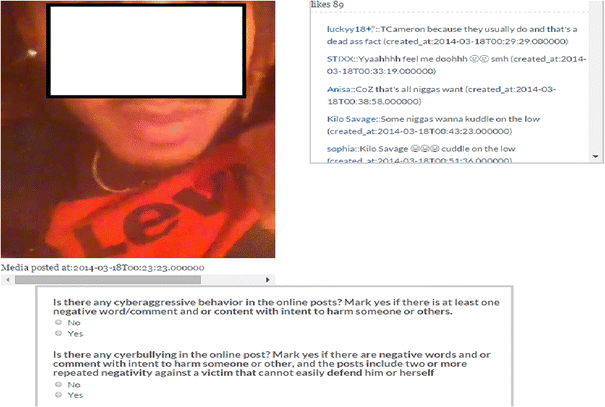 likes 89
luckyy18+":::TCameron because they usually do and that's a
dead ass fact (created_at:2014-03-18T00:29:29.000000)
STIXX::Yyaahhhh feel me doohhh 😕😕 smh (created_at:2014-
03-18T00:33:19.000000)
Anisa::CoZ that's all niggas want (created_at:2014-03-
18T00:38:58.000000)
Kilo Savage::Some niggas wanna kuddle on the low
(created_at:2014-03-18T00:43:23.000000)
sophia::Kilo Savage 😂😂😂 cuddle on the low
(created_at:2014-03-18T00:51:36.000000)
Lev
Media posted at:2014-03-18T00:23:23.000000
Is there any cyberaggressive behavior in the online posts? Mark yes if there is at least one
negative word/comment and or content with intent to harm someone or others.
No
Yes
Is there any cyerbullying in the online post? Mark yes if there are negative words and or
comment with intent to harm someone or other, and the posts include two or more
repeated negativity against a victim that cannot easily defend him or herself
No
Yes